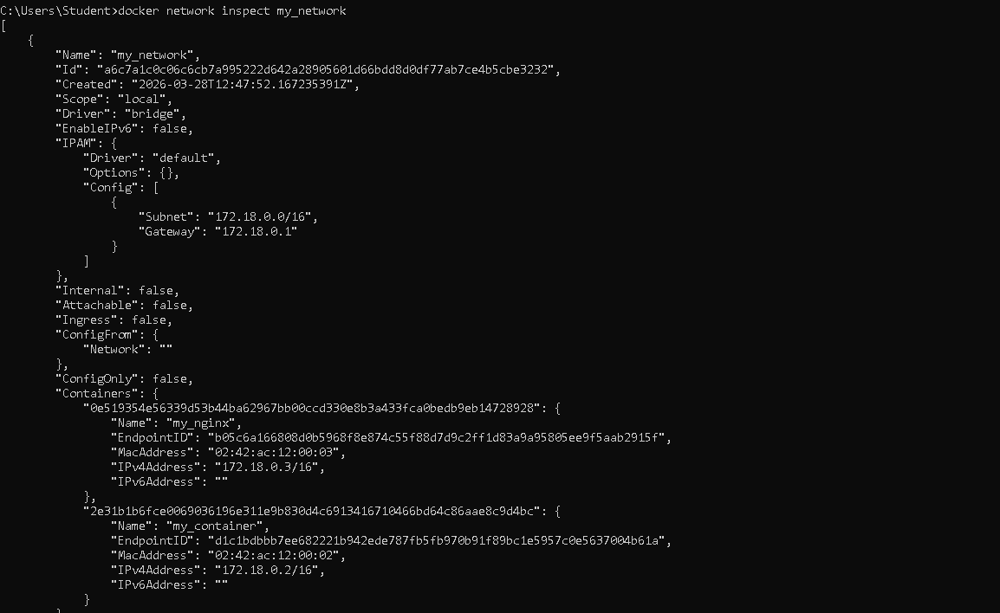 C:\Users\Student>docker network inspect my_network
[
    {
        "Name": "my_network",
        "Id": "a6c7a1c0c06c6cb7a995222d642a28905601d66bdd8d0df77ab7ce4b5cbe3232",
        "Created": "2026-03-28T12:47:52.167235391Z",
        "Scope": "local",
        "Driver": "bridge",
        "EnableIPv6": false,
        "IPAM": {
            "Driver": "default",
            "Options": {},
            "Config": [
                {
                    "Subnet": "172.18.0.0/16",
                    "Gateway": "172.18.0.1"
                }
            ]
        },
        "Internal": false,
        "Attachable": false,
        "Ingress": false,
        "ConfigFrom": {
            "Network": ""
        },
        "ConfigOnly": false,
        "Containers": {
            "0e519354e56339d53b44ba62967bb00ccd330e8b3a433fca0bedb9eb14728928": {
                "Name": "my_nginx",
                "EndpointID": "b05c6a166808d0b5968f8e874c55f88d7d9c2ff1d83a9a95805ee9f5aab2915f",
                "MacAddress": "02:42:ac:12:00:03",
                "IPv4Address": "172.18.0.3/16",
                "IPv6Address": ""
            },
            "2e31b1b6fce0069036196e311e9b830d4c6913416710466bd64c86aae8c9d4bc": {
                "Name": "my_container",
                "EndpointID": "d1c1bdbbb7ee682221b942ede787fb5fb970b91f89bc1e5957c0e5637004b61a",
                "MacAddress": "02:42:ac:12:00:02",
                "IPv4Address": "172.18.0.2/16",
                "IPv6Address": ""
            }